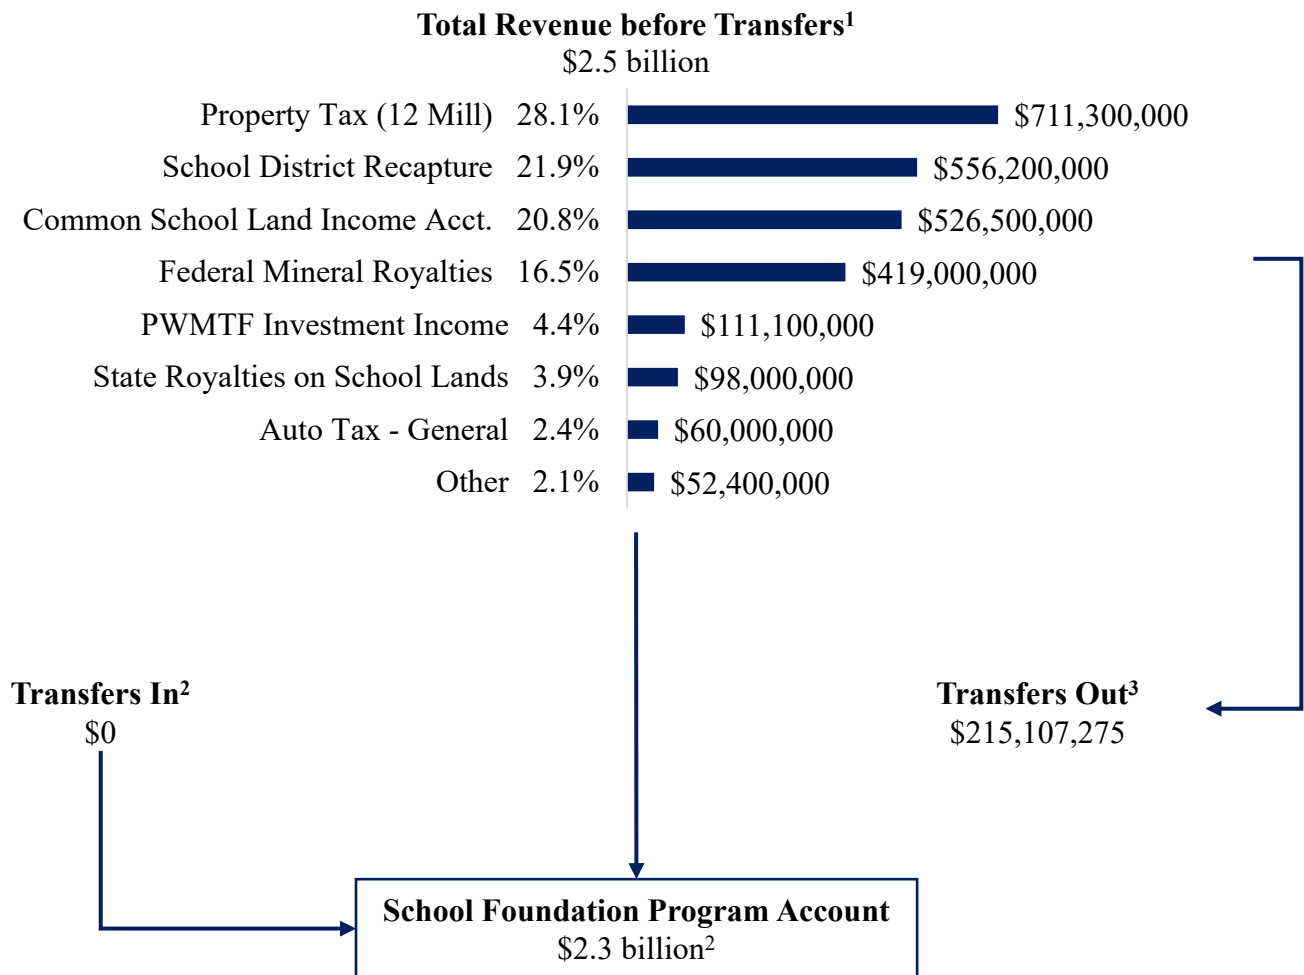 Total Revenue before Transfers¹
$2.5 billion
Property Tax (12 Mill) 28.1% $711,300,000
School District Recapture 21.9% $556,200,000
Common School Land Income Acct. 20.8% $526,500,000
Federal Mineral Royalties 16.5% $419,000,000
PWMTF Investment Income 4.4% $111,100,000
State Royalties on School Lands 3.9% $98,000,000
Auto Tax - General 2.4% $60,000,000
Other 2.1% $52,400,000
Transfers In²
$0
Transfers Out³
$215,107,275
School Foundation Program Account
$2.3 billion²